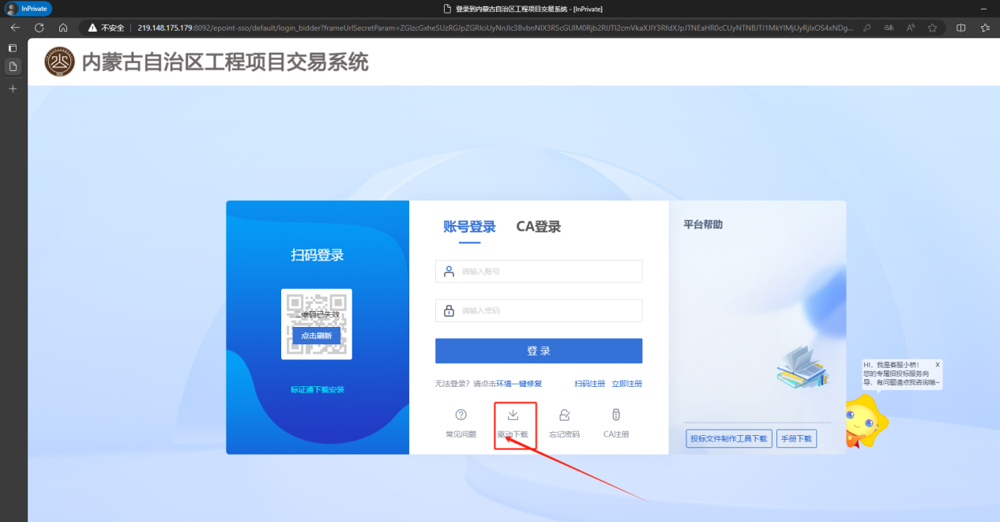 InPrivate
登录到内蒙古自治区工程项目交易系统 - [InPrivate]
不安全
219.148.175.179:8092/epoint-sso/default/login_bidder?frameUrlSecretParam=
内蒙古自治区工程项目交易系统
扫码登录
二维码已失效
点击刷新
标证通下载安装
账号登录 CA登录
请输入账号
请输入密码
登 录
无法登录？请点击环境一键修复 扫码注册 立即注册
常见问题 驱动下载 忘记密码 CA注册
平台帮助
投标文件制作工具下载 手册下载
HI，我是客服小桥！ X
您的专属招投标服务向
导，有问题请点我咨询哦~